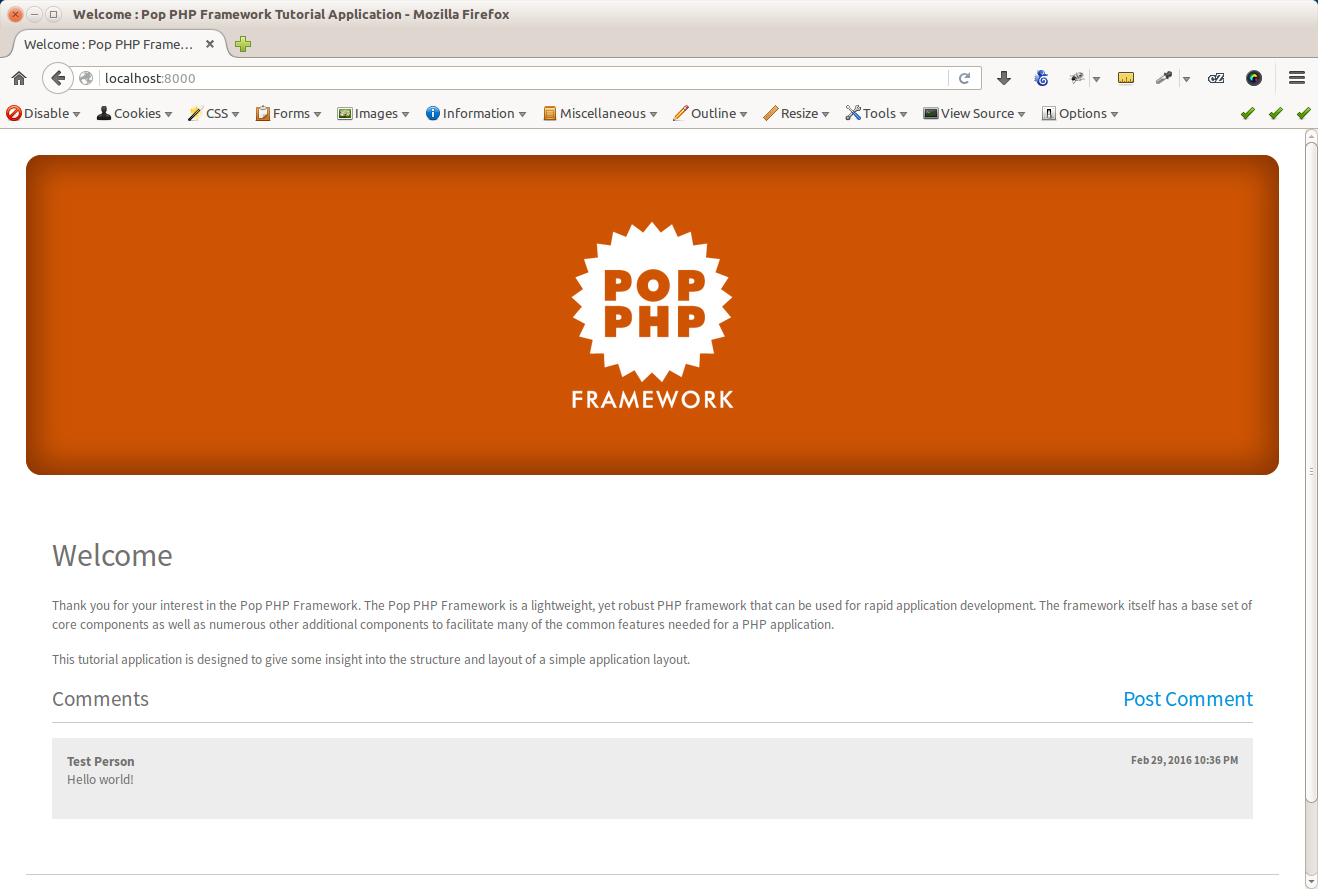 Welcome : Pop PHP Framework Tutorial Application - Mozilla Firefox
Welcome : Pop PHP Frame...
localhost:8000
Disable Cookies CSS Forms Images Information Miscellaneous Outline Resize Tools View Source Options
POP
PHP
FRAMEWORK
Welcome
Thank you for your interest in the Pop PHP Framework. The Pop PHP Framework is a lightweight, yet robust PHP framework that can be used for rapid application development. The framework itself has a base set of
core components as well as numerous other additional components to facilitate many of the common features needed for a PHP application.
This tutorial application is designed to give some insight into the structure and layout of a simple application layout.
Comments Post Comment
Test Person Feb 29, 2016 10:36 PM
Hello world!